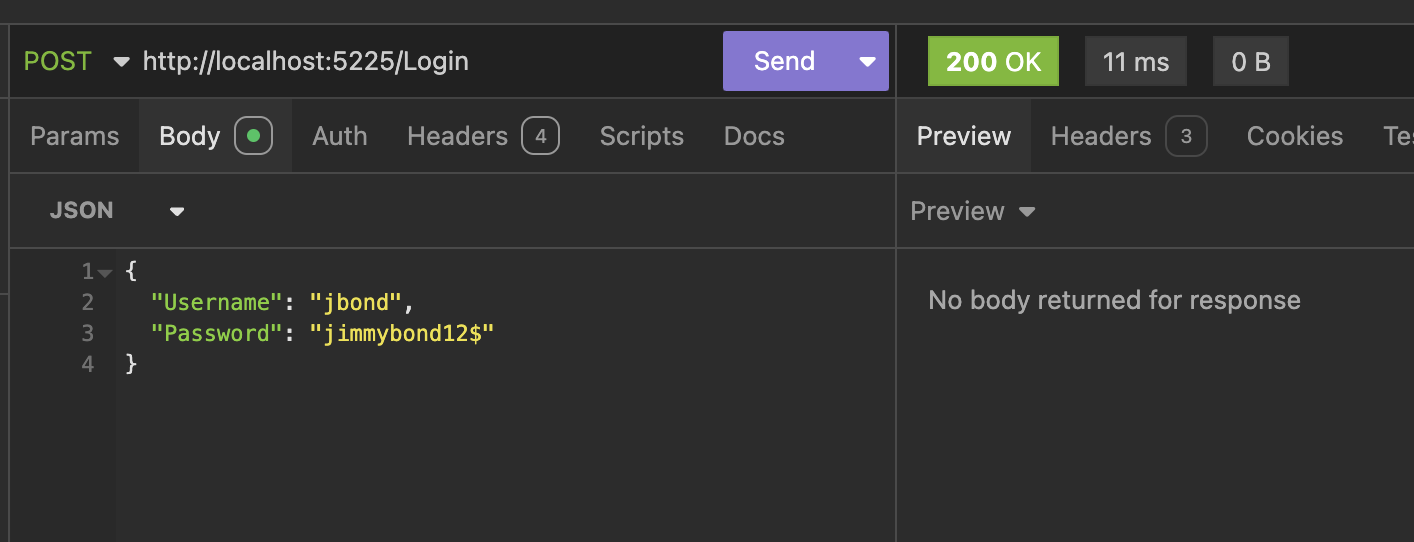 POST http://localhost:5225/Login Send 200 OK 11 ms 0 B
Params Body Auth Headers 4 Scripts Docs Preview Headers 3 Cookies
JSON Preview
1 {
2 "Username": "jbond",
3 "Password": "jimmybond12$"
4 }
No body returned for response